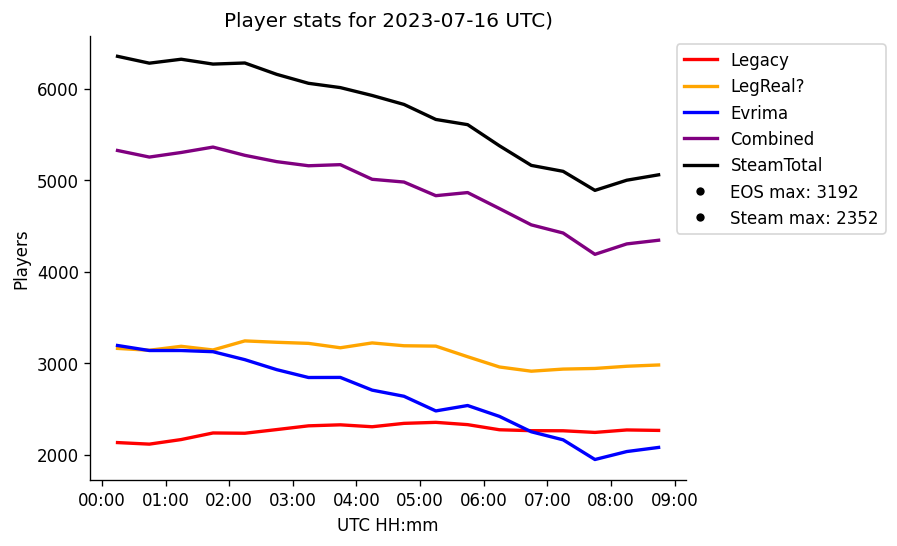 Player stats for 2023-07-16 UTC)
Legacy
LegReal?
Evrima
Combined
SteamTotal
EOS max: 3192
Steam max: 2352
Players
6000
5000
4000
3000
2000
00:00 01:00 02:00 03:00 04:00 05:00 06:00 07:00 08:00 09:00
UTC HH:mm